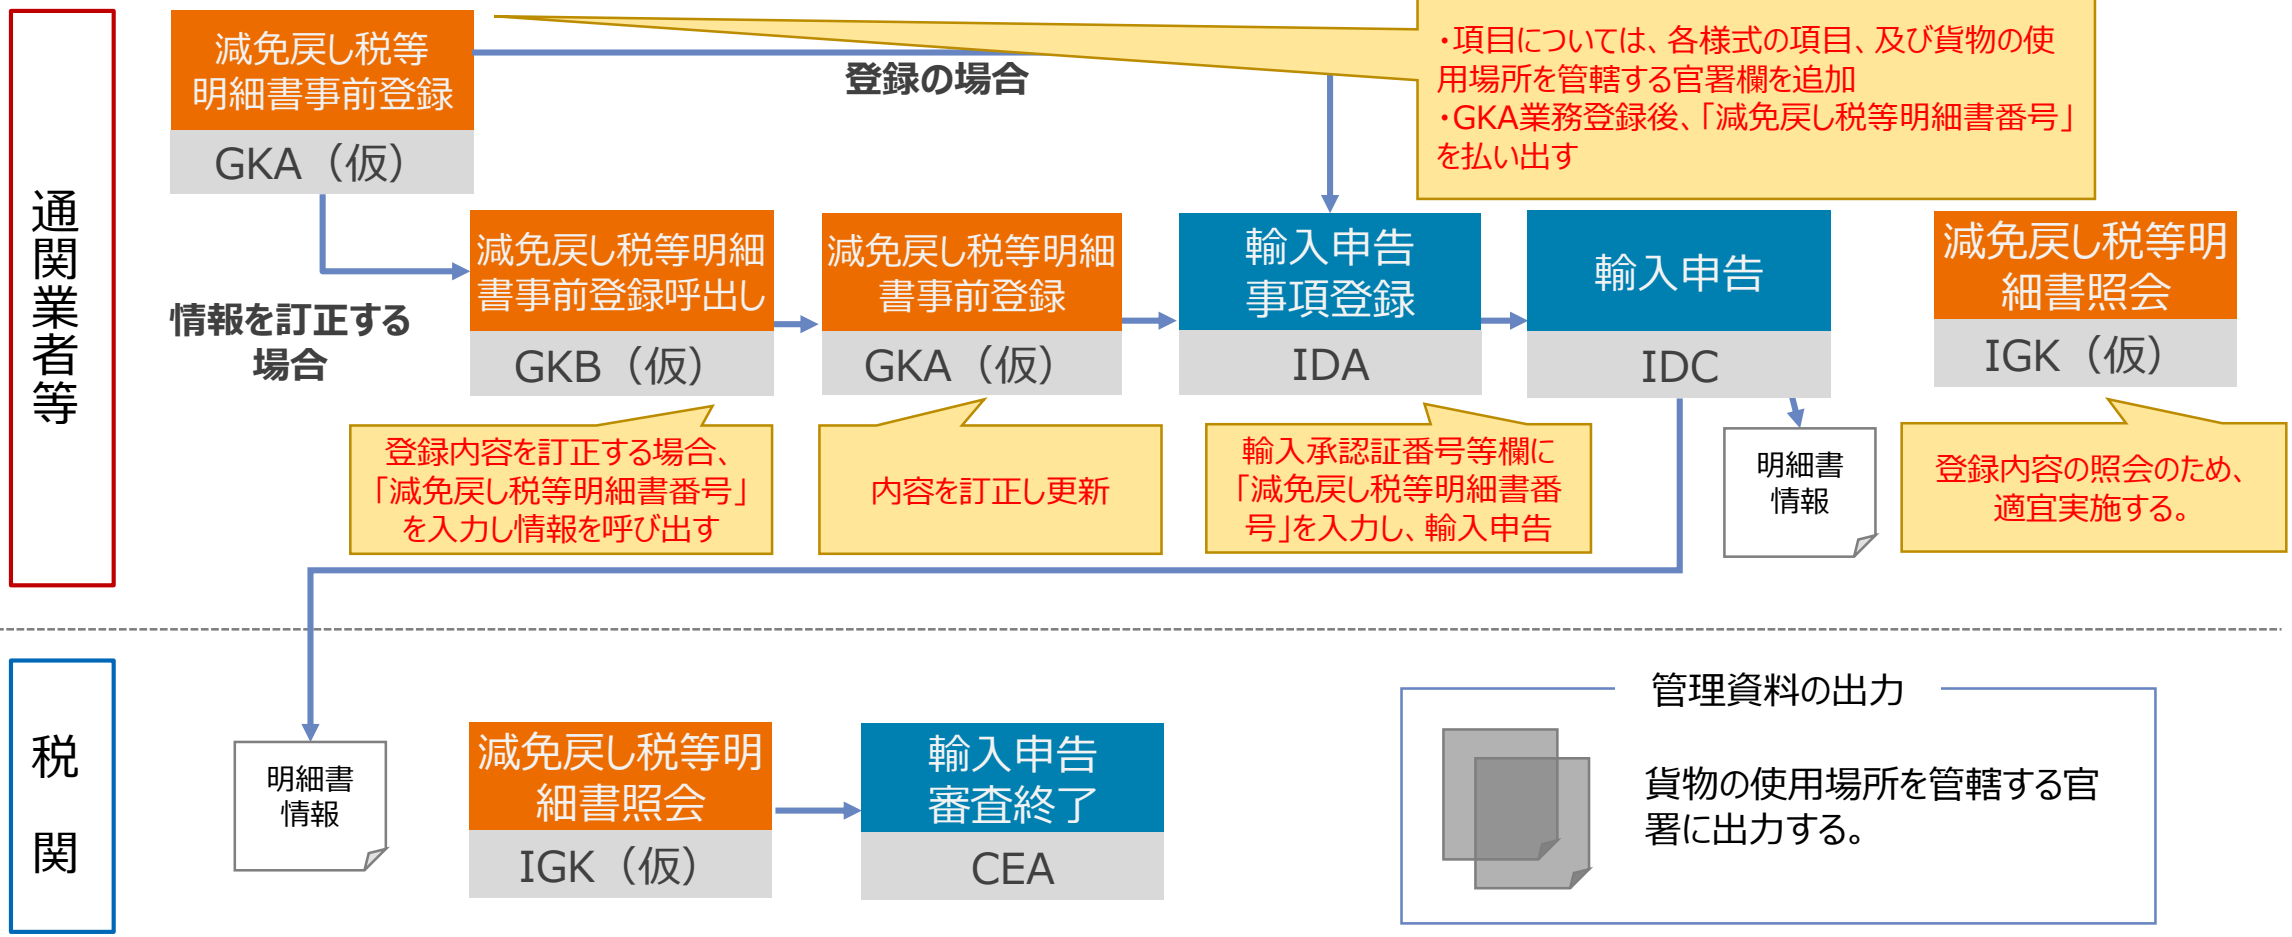 通関業者等
減免戻し税等
明細書事前登録
GKA（仮）
登録の場合
・項目については、各様式の項目、及び貨物の使
用場所を管轄する官署欄を追加
・GKA業務登録後、「減免戻し税等明細書番号」
を払い出す
情報を訂正する
場合
減免戻し税等明細
書事前登録呼出し
GKB（仮）
減免戻し税等明細
書事前登録
GKA（仮）
輸入申告
事項登録
IDA
輸入申告
IDC
減免戻し税等明
細書照会
IGK（仮）
登録内容を訂正する場合、
「減免戻し税等明細書番号」
を入力し情報を呼び出す
内容を訂正し更新
輸入承認証番号等欄に
「減免戻し税等明細書番
号」を入力し、輸入申告
明細書
情報
登録内容の照会のため、
適宜実施する。
税関
明細書
情報
減免戻し税等明
細書照会
IGK（仮）
輸入申告
審査終了
CEA
管理資料の出力
貨物の使用場所を管轄する官
署に出力する。